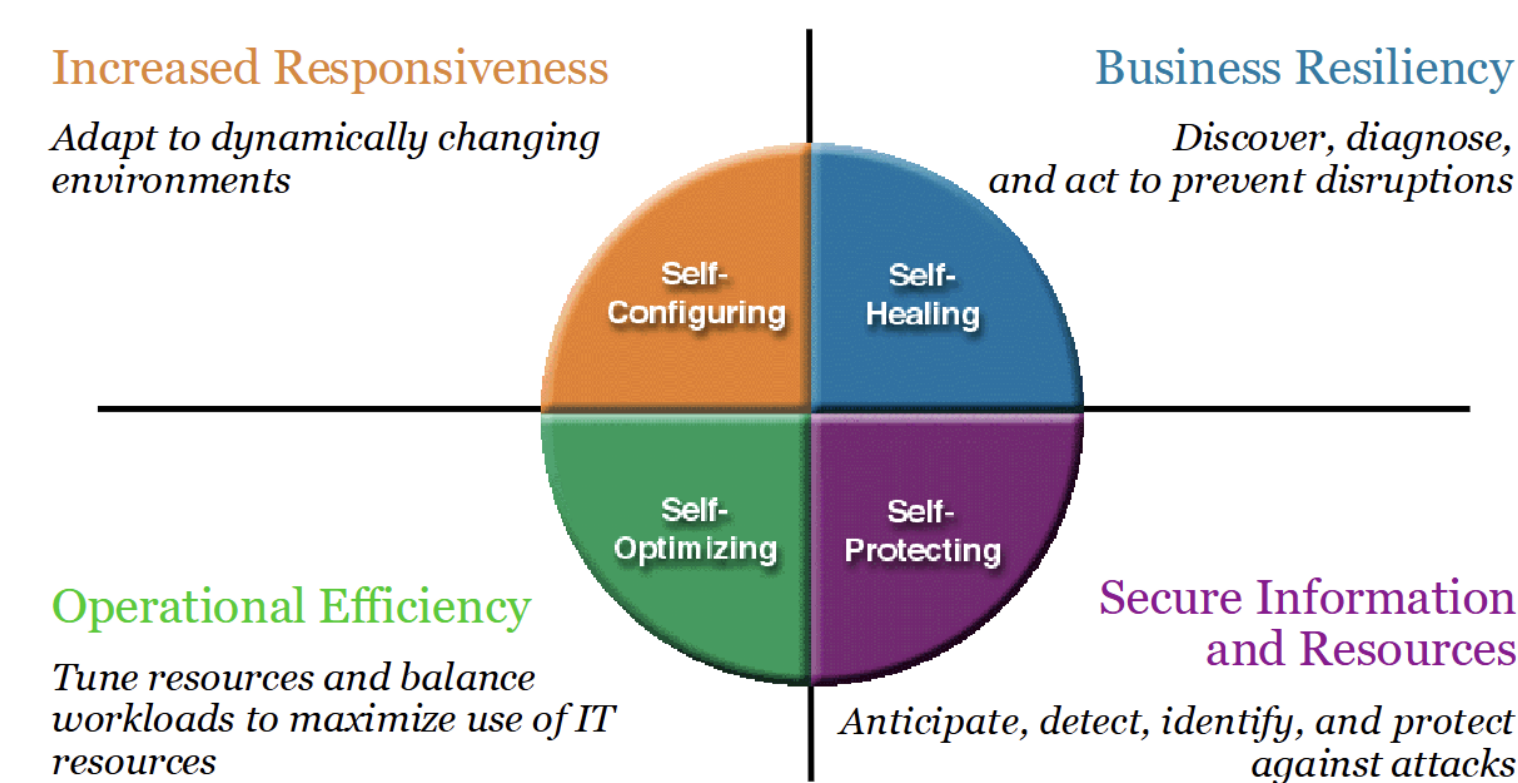 Increased Responsiveness
Adapt to dynamically changing
environments
Business Resiliency
Discover, diagnose,
and act to prevent disruptions
Self-
Configuring
Self-
Healing
Self-
Optimizing
Self-
Protecting
Operational Efficiency
Tune resources and balance
workloads to maximize use of IT
resources
Secure Information
and Resources
Anticipate, detect, identify, and protect
against attacks